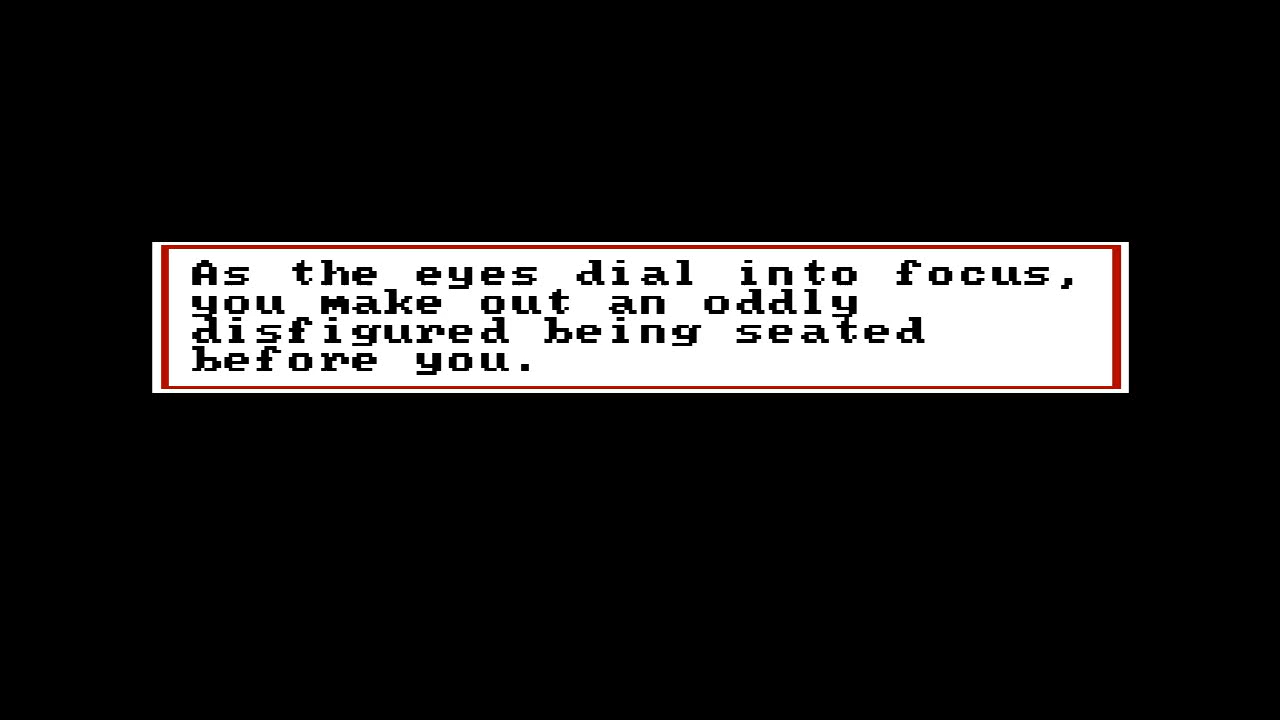 As the eyes dial into focus,
you make out an oddly
disfigured being seated
before you.